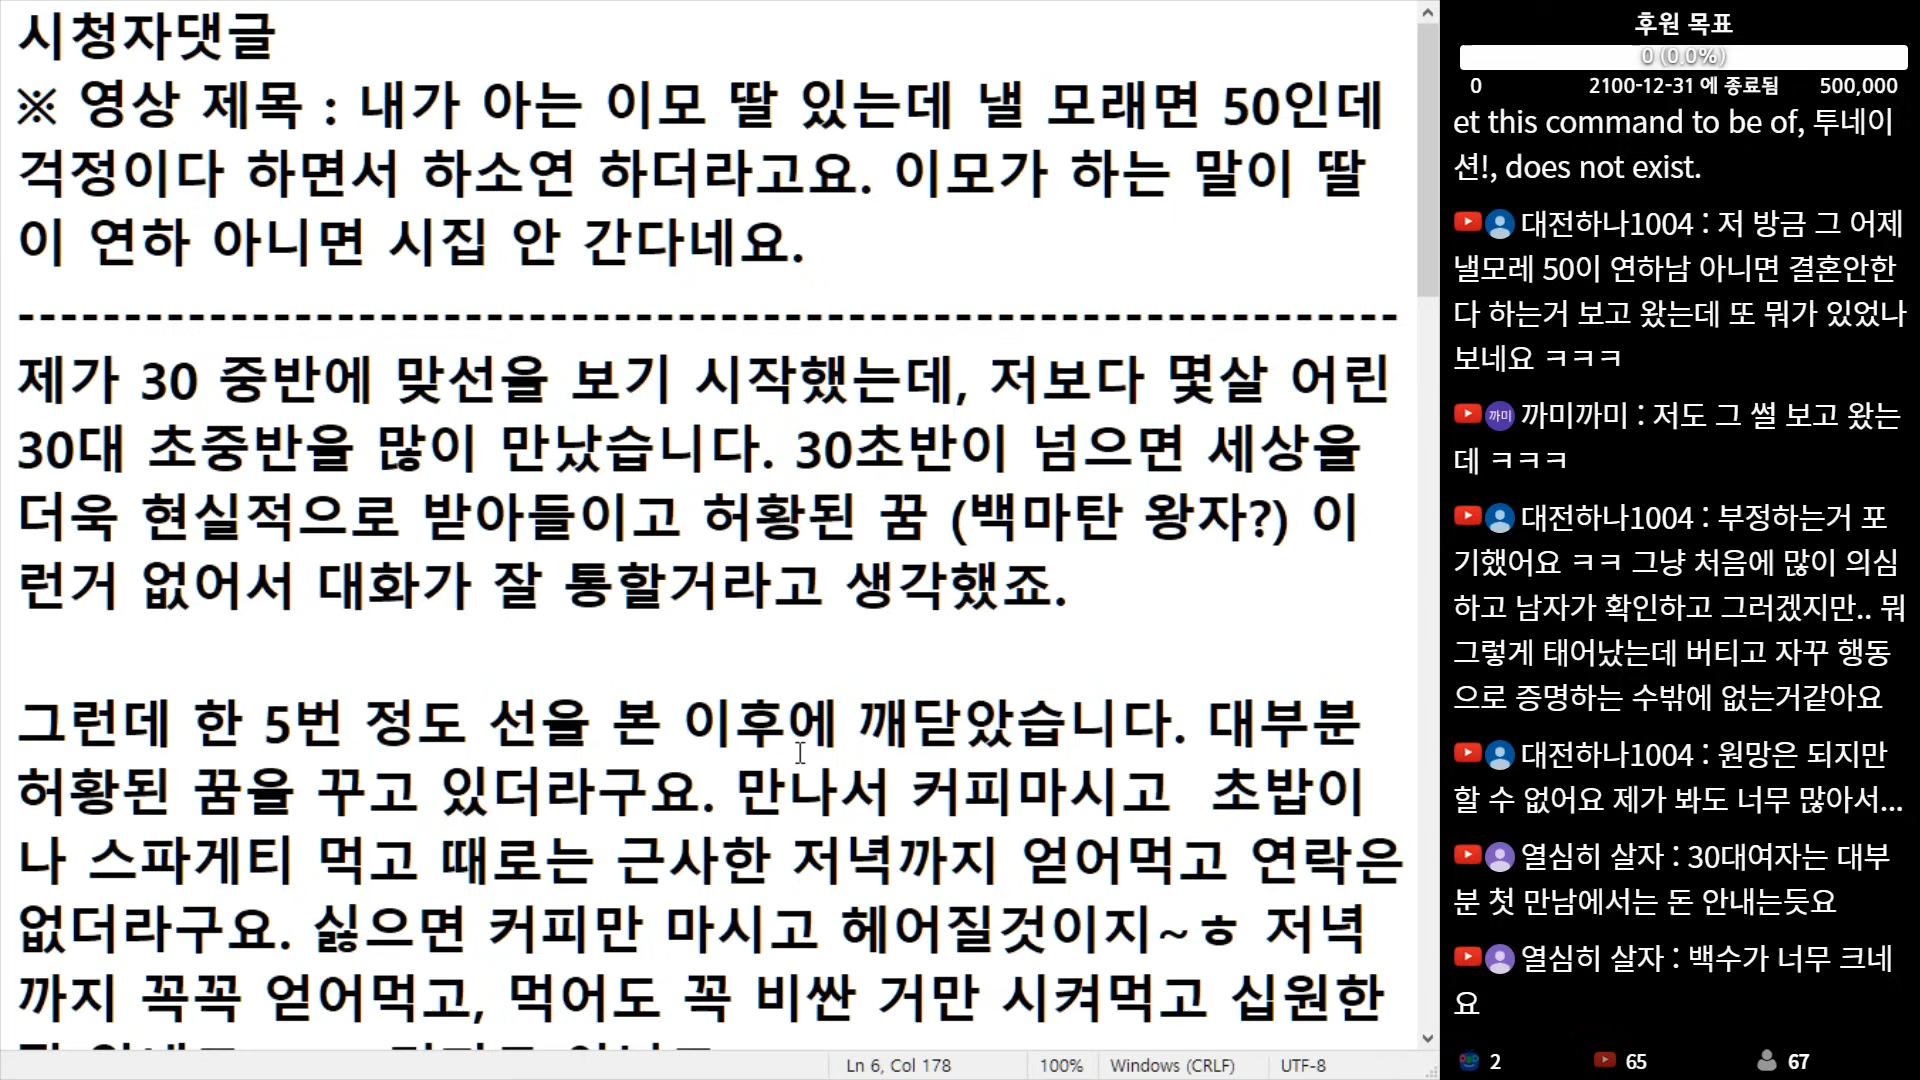 시청자댓글
※ 영상 제목 : 내가 아는 이모 딸 있는데 낼 모래면 50인데
걱정이다 하면서 하소연 하더라고요. 이모가 하는 말이 딸
이 연하 아니면 시집 안 간다네요.
-----------------------------------------------------------------
제가 30 중반에 맞선을 보기 시작했는데, 저보다 몇살 어린
30대 초중반을 많이 만났습니다. 30초반이 넘으면 세상을
더욱 현실적으로 받아들이고 허황된 꿈 (백마탄 왕자?) 이
런거 없어서 대화가 잘 통할거라고 생각했죠.
그런데 한 5번 정도 선을 본 이후에 깨닫았습니다. 대부분
허황된 꿈을 꾸고 있더라구요. 만나서 커피마시고 초밥이
나 스파게티 먹고 때로는 근사한 저녁까지 얻어먹고 연락은
없더라구요. 싫으면 커피만 마시고 헤어질것이지~ㅎ 저녁
까지 꼭꼭 얻어먹고, 먹어도 꼭 비싼 거만 시켜먹고 십원한
Ln 6, Col 178
100%
Windows (CRLF)
UTF-8
후원 목표
0 (0.0%)
0 2100-12-31 에 종료됨 500,000
et this command to be of, 투네이
션!, does not exist.
대전하나1004 : 저 방금 그 어제
낼모레 50이 연하남 아니면 결혼안한
다 하는거 보고 왔는데 또 뭐가 있었나
보네요 ㅋㅋㅋ
까미 까미까미 : 저도 그 썰 보고 왔는
데 ㅋㅋㅋ
대전하나1004 : 부정하는거 포
기했어요 ㅋㅋ 그냥 처음에 많이 의심
하고 남자가 확인하고 그러겠지만.. 뭐
그렇게 태어났는데 버티고 자꾸 행동
으로 증명하는 수밖에 없는거같아요
대전하나1004 : 원망은 되지만
할 수 없어요 제가 봐도 너무 많아서...
열심히 살자 : 30대여자는 대부
분 첫 만남에서는 돈 안내는듯요
열심히 살자 : 백수가 너무 크네
요
2 65 67